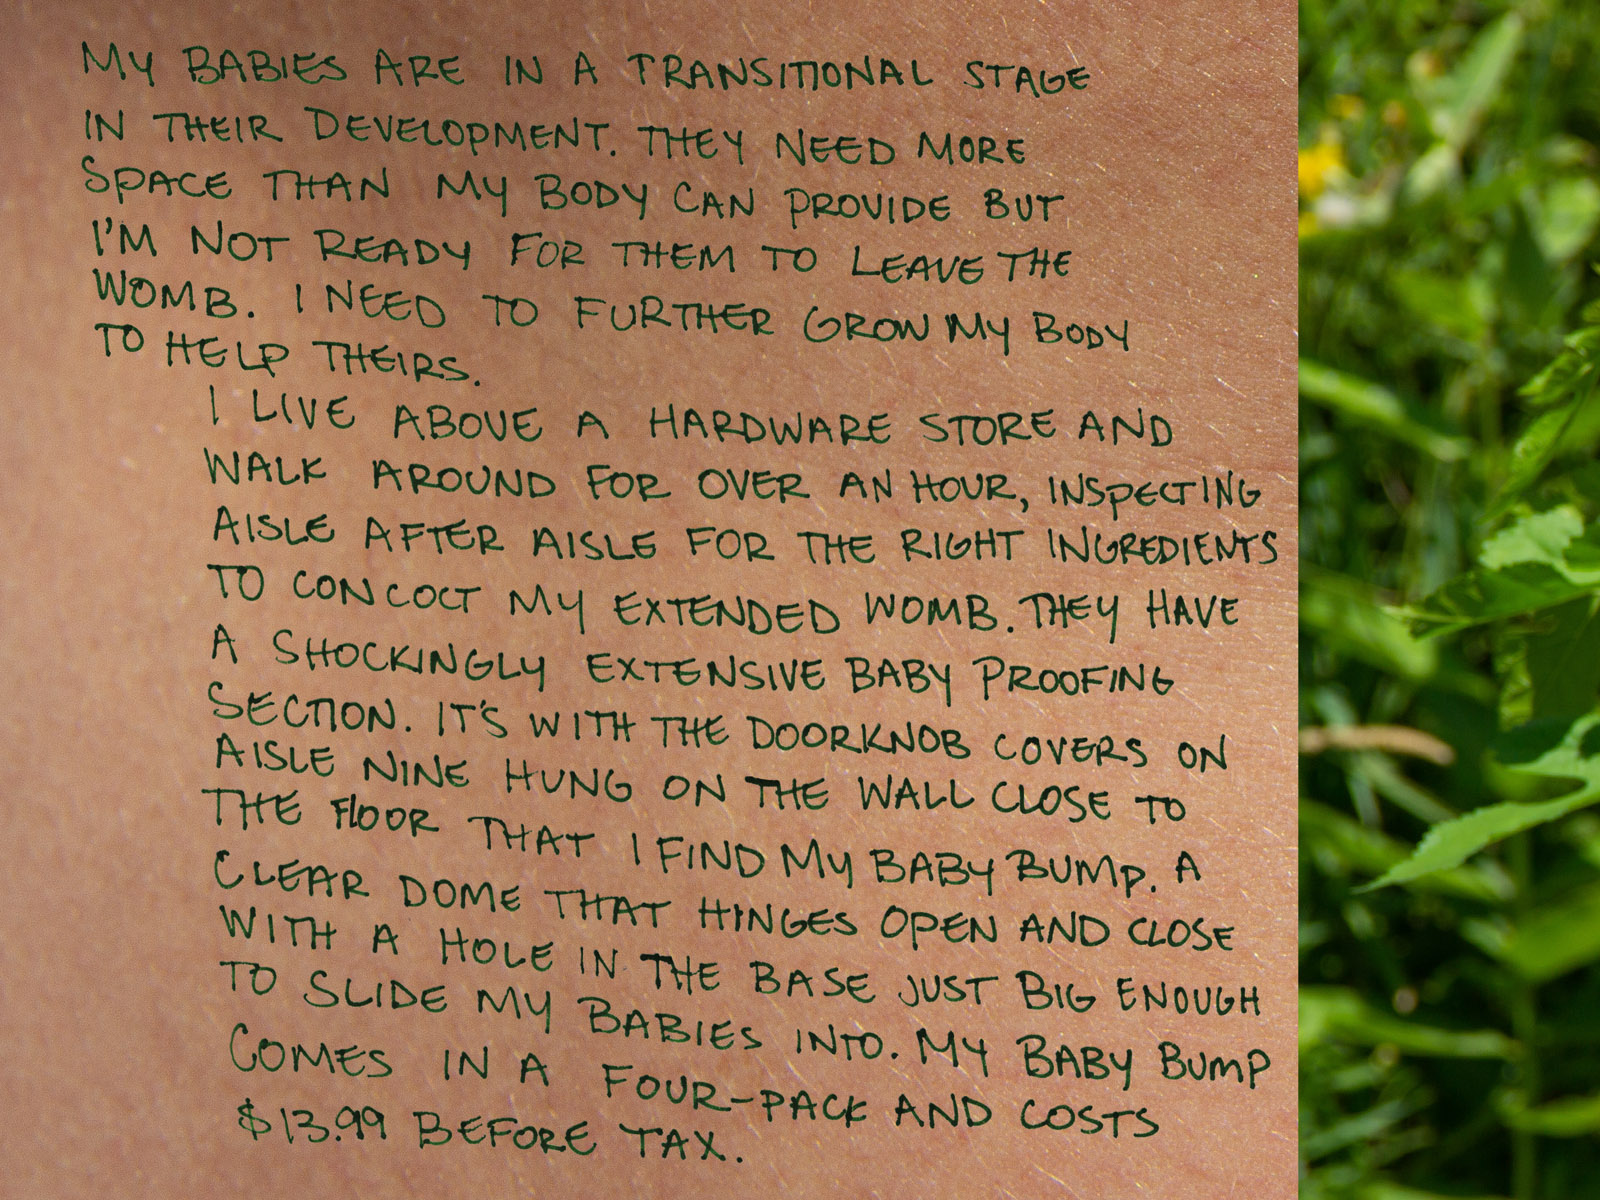 MY BABIES ARE IN A TRANSITIONAL STAGE
IN THEIR DEVELOPMENT. THEY NEED MORE
SPACE THAN MY BODY CAN PROVIDE BUT
I'M NOT READY FOR THEM TO LEAVE THE
WOMB. I NEED TO FURTHER GROW MY BODY
TO HELP THEIRS.
I LIVE ABOVE A HARDWARE STORE AND
WALK AROUND FOR OVER AN HOUR, INSPECTING
AISLE AFTER AISLE FOR THE RIGHT INGREDIENTS
TO CONCOCT MY EXTENDED WOMB. THEY HAVE
A SHOCKINGLY EXTENSIVE BABY PROOFING
SECTION. IT'S WITH THE DOORKNOB COVERS ON
AISLE NINE HUNG ON THE WALL CLOSE TO
THE FLOOR THAT I FIND MY BABY BUMP. A
CLEAR DOME THAT HINGES OPEN AND CLOSE
WITH A HOLE IN THE BASE JUST BIG ENOUGH
TO SLIDE MY BABIES INTO. MY BABY BUMP
COMES IN A FOUR-PACK AND COSTS
$13.99 BEFORE TAX.